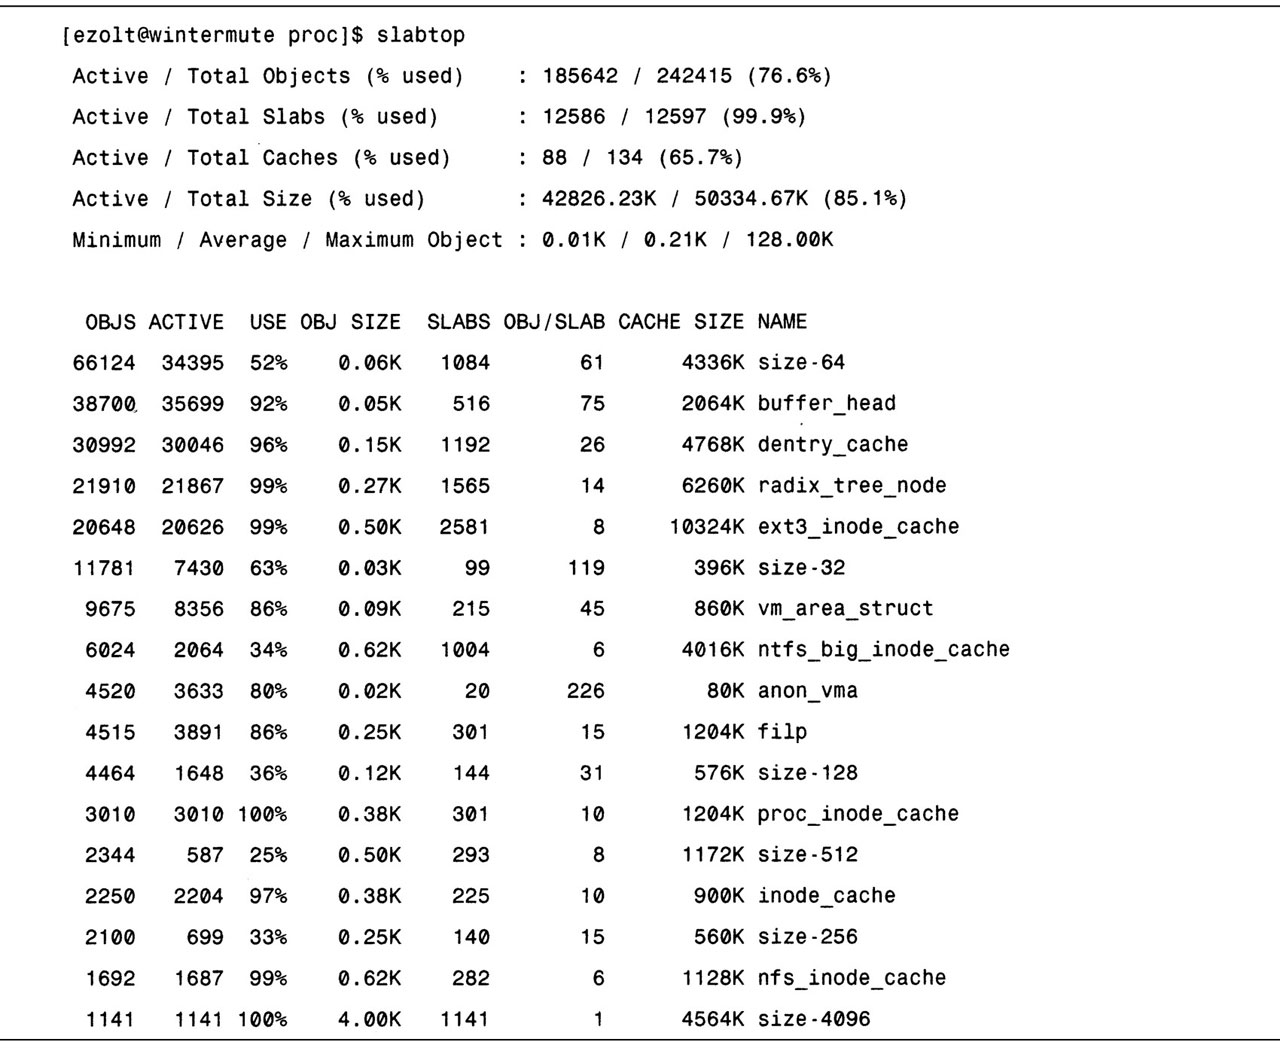 [ezolt@wintermute proc]$ slabtop
Active / Total Objects (% used) : 185642 / 242415 (76.6%)
Active / Total Slabs (% used) : 12586 / 12597 (99.9%)
Active / Total Caches (% used) : 88 / 134 (65.7%)
Active / Total Size (% used) : 42826.23K / 50334.67K (85.1%)
Minimum / Average / Maximum Object : 0.01K / 0.21K / 128.00K
OBJS ACTIVE USE OBJ SIZE SLABS OBJ/SLAB CACHE SIZE NAME
66124 34395 52% 0.06K 1084 61 4336K size-64
38700 35699 92% 0.05K 516 75 2064K buffer_head
30992 30046 96% 0.15K 1192 26 4768K dentry_cache
21910 21867 99% 0.27K 1565 14 6260K radix_tree_node
20648 20626 99% 0.50K 2581 8 10324K ext3_inode_cache
11781 7430 63% 0.03K 99 119 396K size-32
9675 8356 86% 0.09K 215 45 860K vm_area_struct
6024 2064 34% 0.62K 1004 6 4016K ntfs_big_inode_cache
4520 3633 80% 0.02K 20 226 80K anon_vma
4515 3891 86% 0.25K 301 15 1204K filp
4464 1648 36% 0.12K 144 31 576K size-128
3010 3010 100% 0.38K 301 10 1204K proc_inode_cache
2344 587 25% 0.50K 293 8 1172K size-512
2250 2204 97% 0.38K 225 10 900K inode_cache
2100 699 33% 0.25K 140 15 560K size-256
1692 1687 99% 0.62K 282 6 1128K nfs_inode_cache
1141 1141 100% 4.00K 1141 1 4564K size-4096